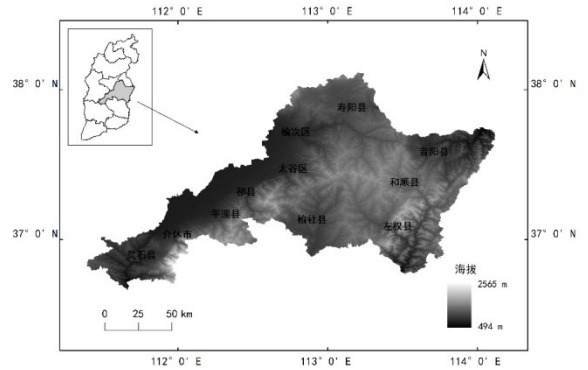 112°0′ E 113°0′ E 114°0′ E
N
38°0′ N 38°0′ N
寿阳县
榆次区
昔阳县
太谷区
和顺县
祁县
平遥县 榆社县
左权县
37°0′ N 介休市 37°0′ N
灵石县
海拔
2565 m
0 25 50 km
494 m
112°0′ E 113°0′ E 114°0′ E